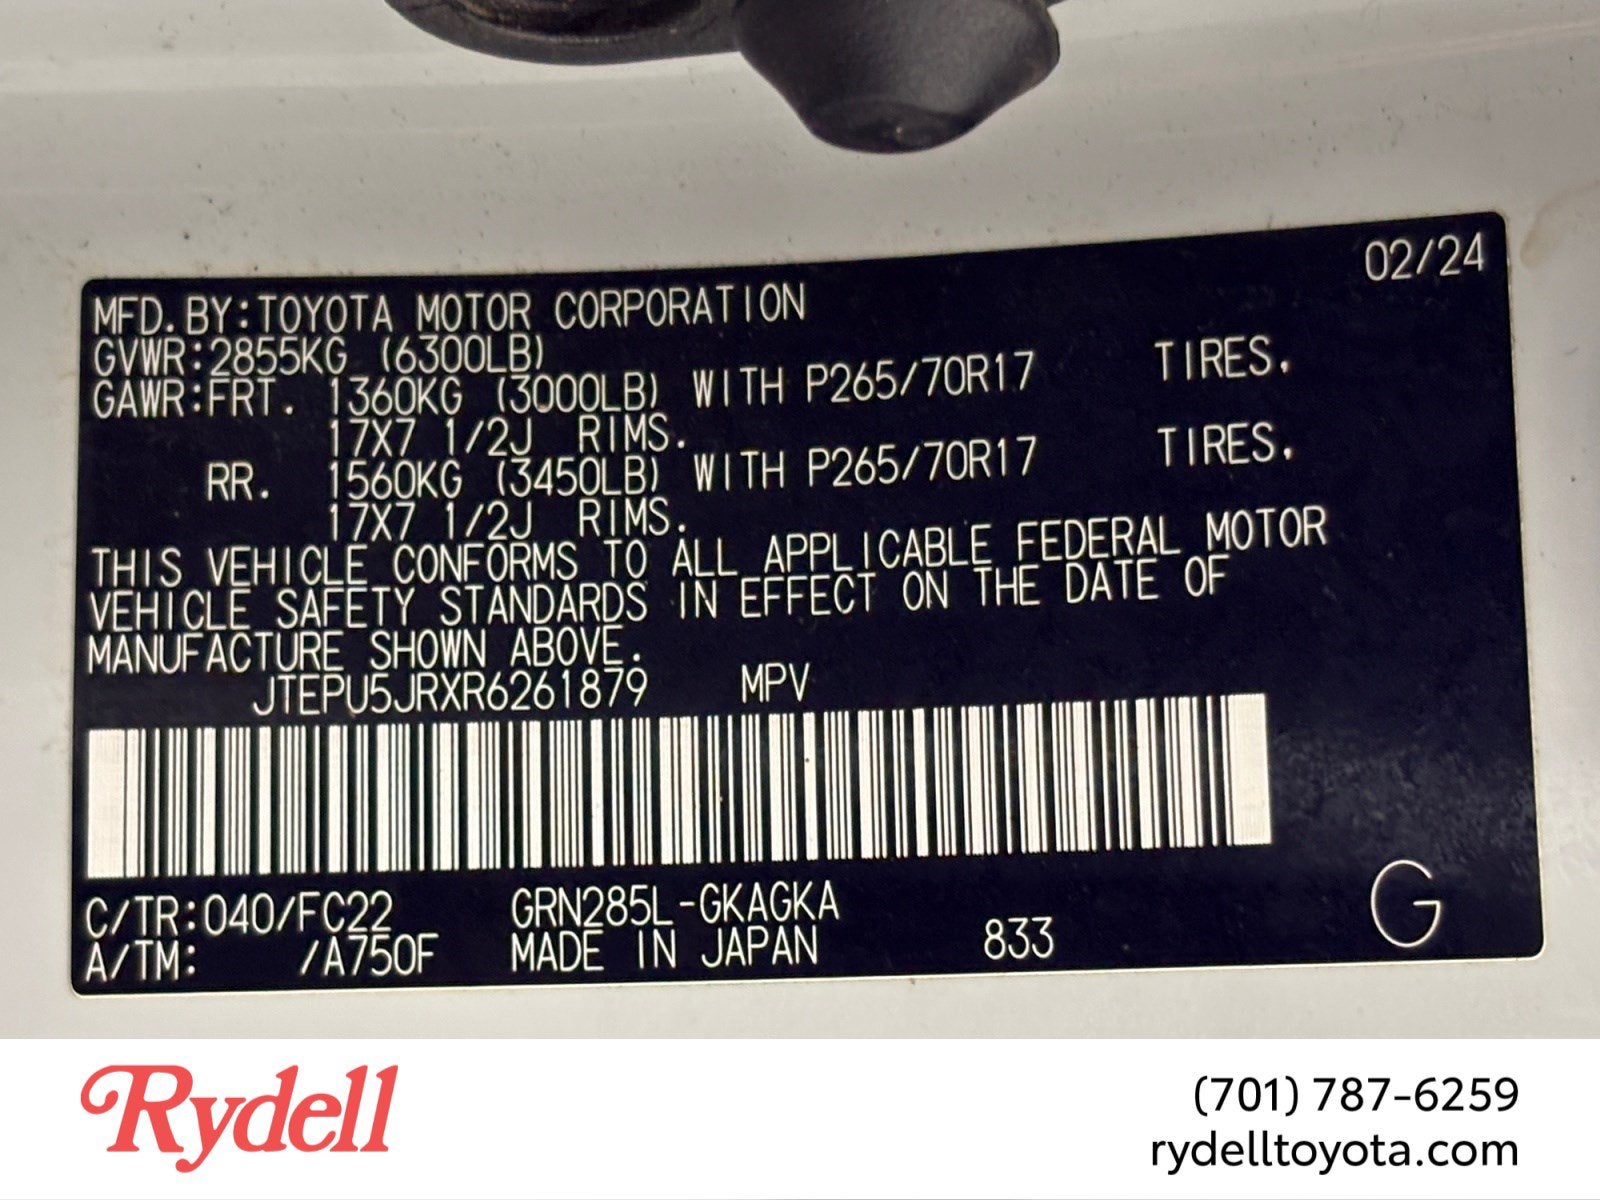 02/24
MFD. BY: TOYOTA MOTOR CORPORATION
GVWR: 2855KG (6300LB)
GAWR: FRT. 1360KG (3000LB) WITH P265/70R17 TIRES.
17X7 1/2J RIMS.
RR. 1560KG (3450LB) WITH P265/70R17 TIRES.
17X7 1/2J RIMS.
THIS VEHICLE CONFORMS TO ALL APPLICABLE FEDERAL MOTOR
VEHICLE SAFETY STANDARDS IN EFFECT ON THE DATE OF
MANUFACTURE SHOWN ABOVE.
JTEPU5JRXR6261879 MPV
C/TR: 040/FC22 GRN285L-GKAGKA
A/TM: /A750F MADE IN JAPAN 833 G
Rydell
(701) 787-6259
rydelltoyota.com